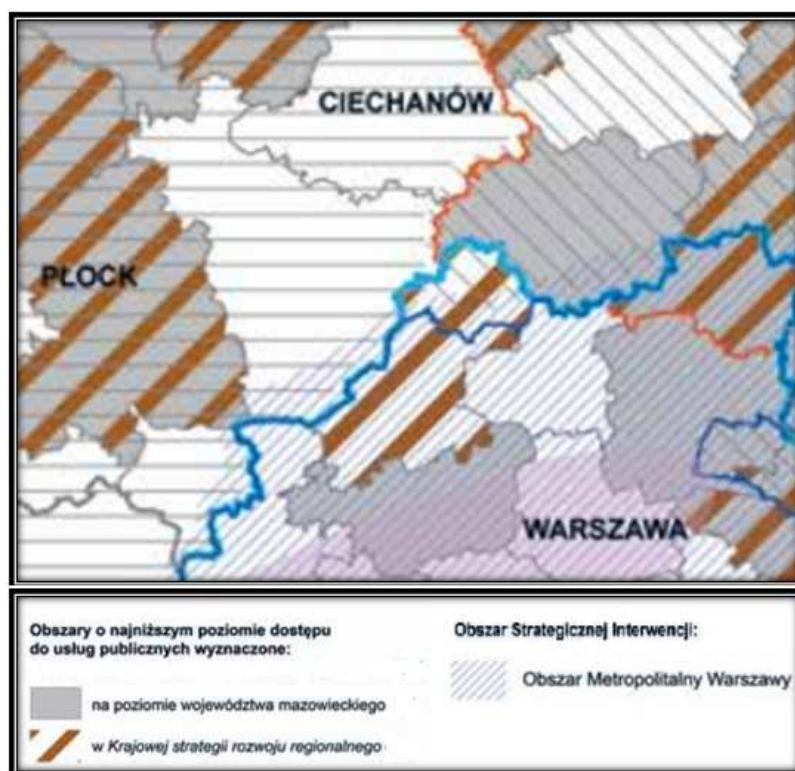 CIECHANÓW
PŁOCK
WARSZAWA
Obszary o najniższym poziomie dostępu
do usług publicznych wyznaczone:
na poziomie województwa mazowieckiego
w Krajowej strategii rozwoju regionalnego
Obszar Strategicznej Interwencji:
Obszar Metropolitalny Warszawy